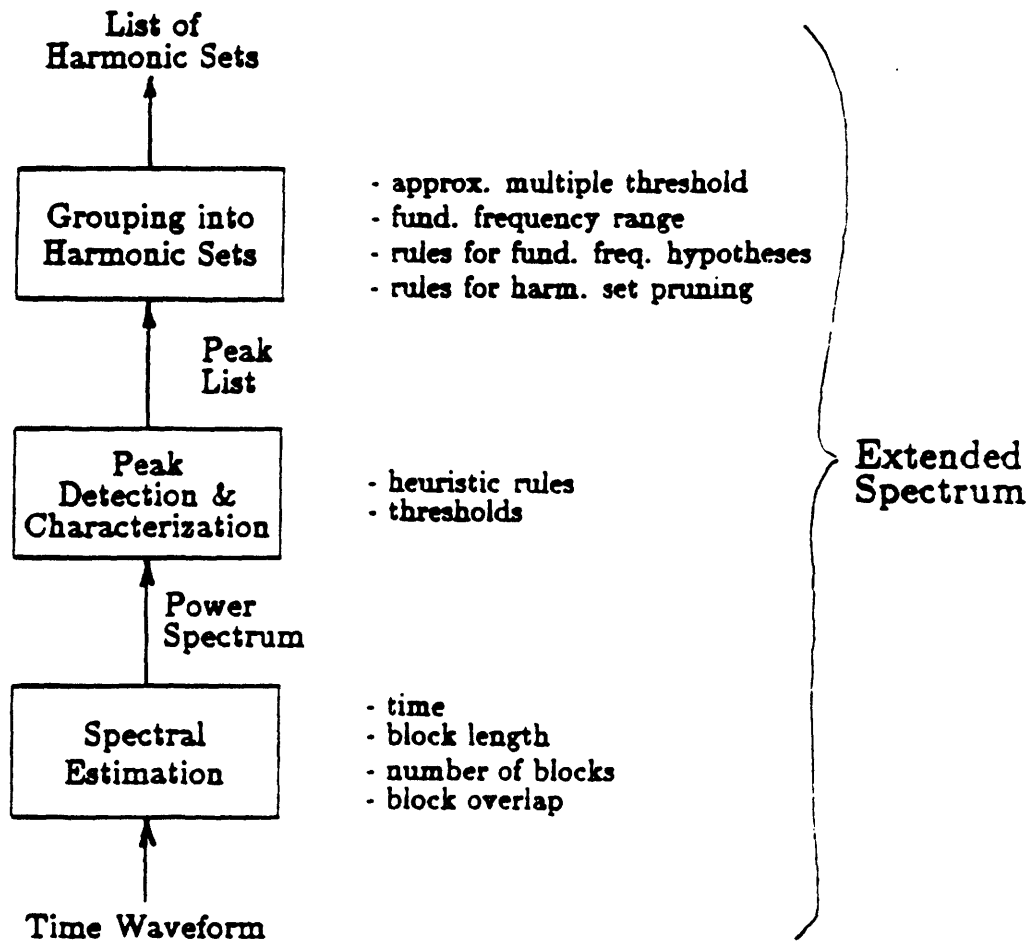 List of
Harmonic Sets
Grouping into
Harmonic Sets
- approx. multiple threshold
- fund. frequency range
- rules for fund. freq. hypotheses
- rules for harm. set pruning
Peak
List
Peak
Detection &
Characterization
- heuristic rules
- thresholds
Extended
Spectrum
Power
Spectrum
Spectral
Estimation
- time
- block length
- number of blocks
- block overlap
Time Waveform